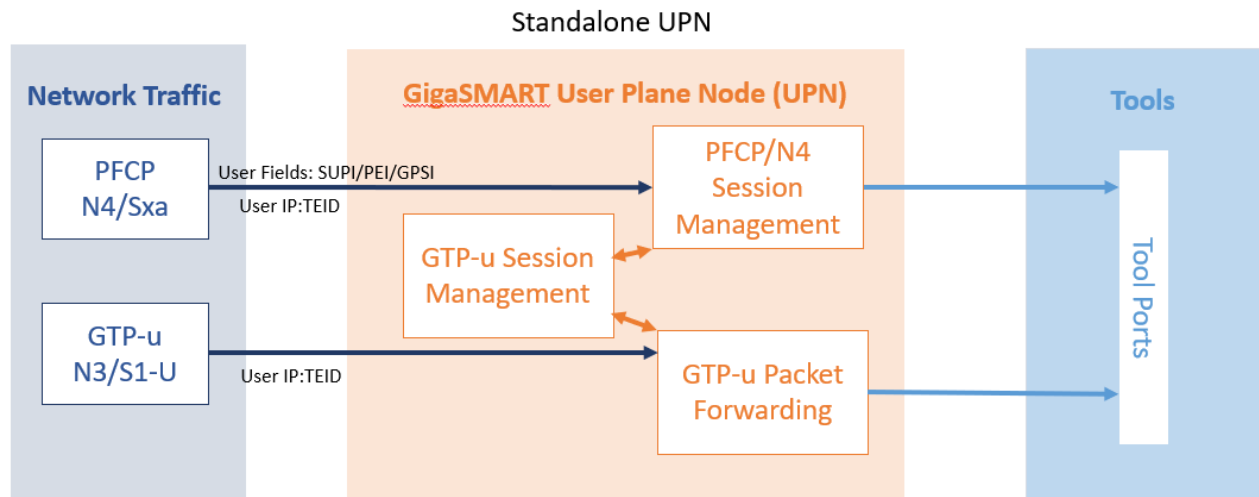 Standalone UPN
Network Traffic
GigaSMART User Plane Node (UPN)
Tools
PFCP
N4/Sxa
User Fields: SUPI/PEI/GPSI
User IP:TEID
PFCP/N4
Session
Management
GTP-u Session
Management
GTP-u
N3/S1-U
User IP:TEID
GTP-u Packet
Forwarding
Tool Ports